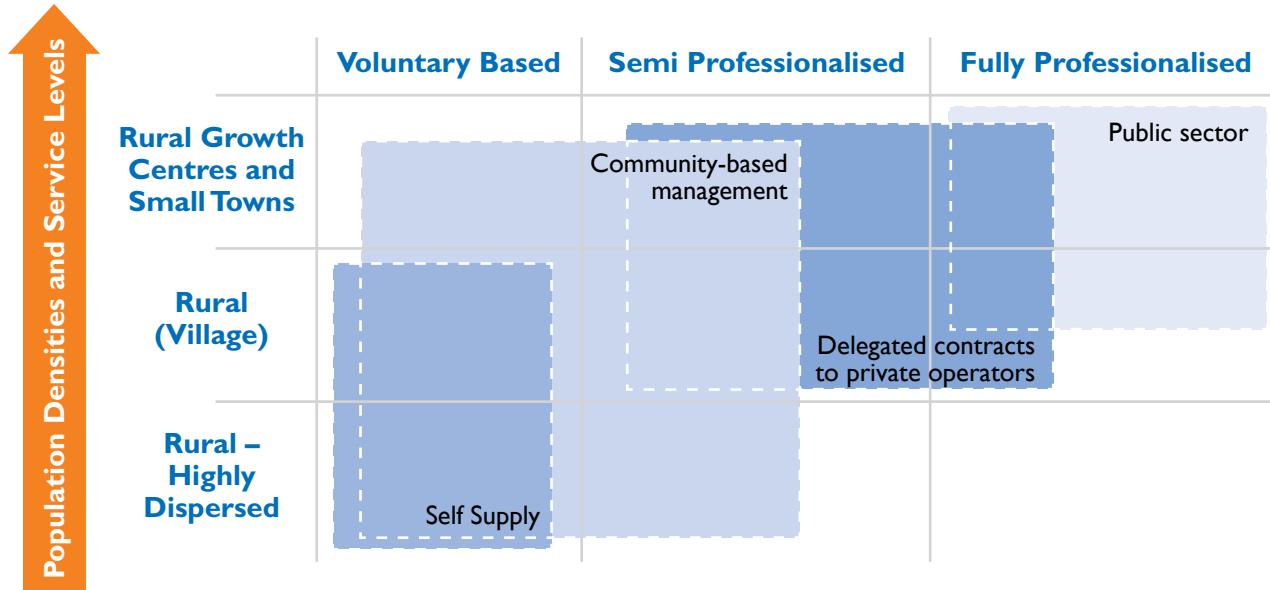 Population Densities and Service Levels
Voluntary Based
Semi Professionalised
Fully Professionalised
Rural Growth
Centres and
Small Towns
Community-based
management
Public sector
Rural
(Village)
Delegated contracts
to private operators
Rural –
Highly
Dispersed
Self Supply